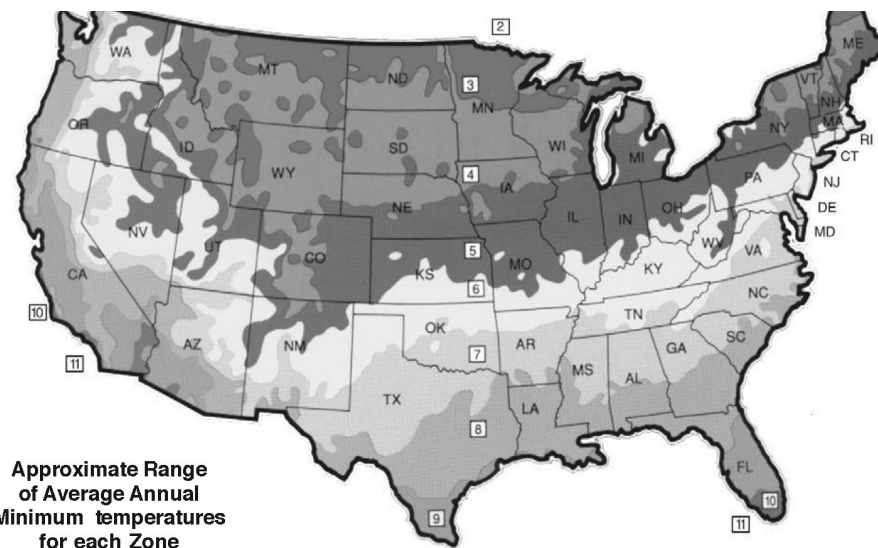 2
WA
MT
ND
3
MN
ME
VT
NH
MA
NY
RI
CT
OR
ID
WY
SD
WI
MI
4
IA
PA
NJ
NE
IL
IN
OH
DE
MD
NV
UT
CO
5
KS
MO
WV
VA
KY
6
CA
NC
TN
10
AZ
NM
OK
AR
SC
7
11
MS
AL
GA
TX
LA
8
FL
10
9
11
Approximate Range
of Average Annual
Minimum temperatures
for each Zone